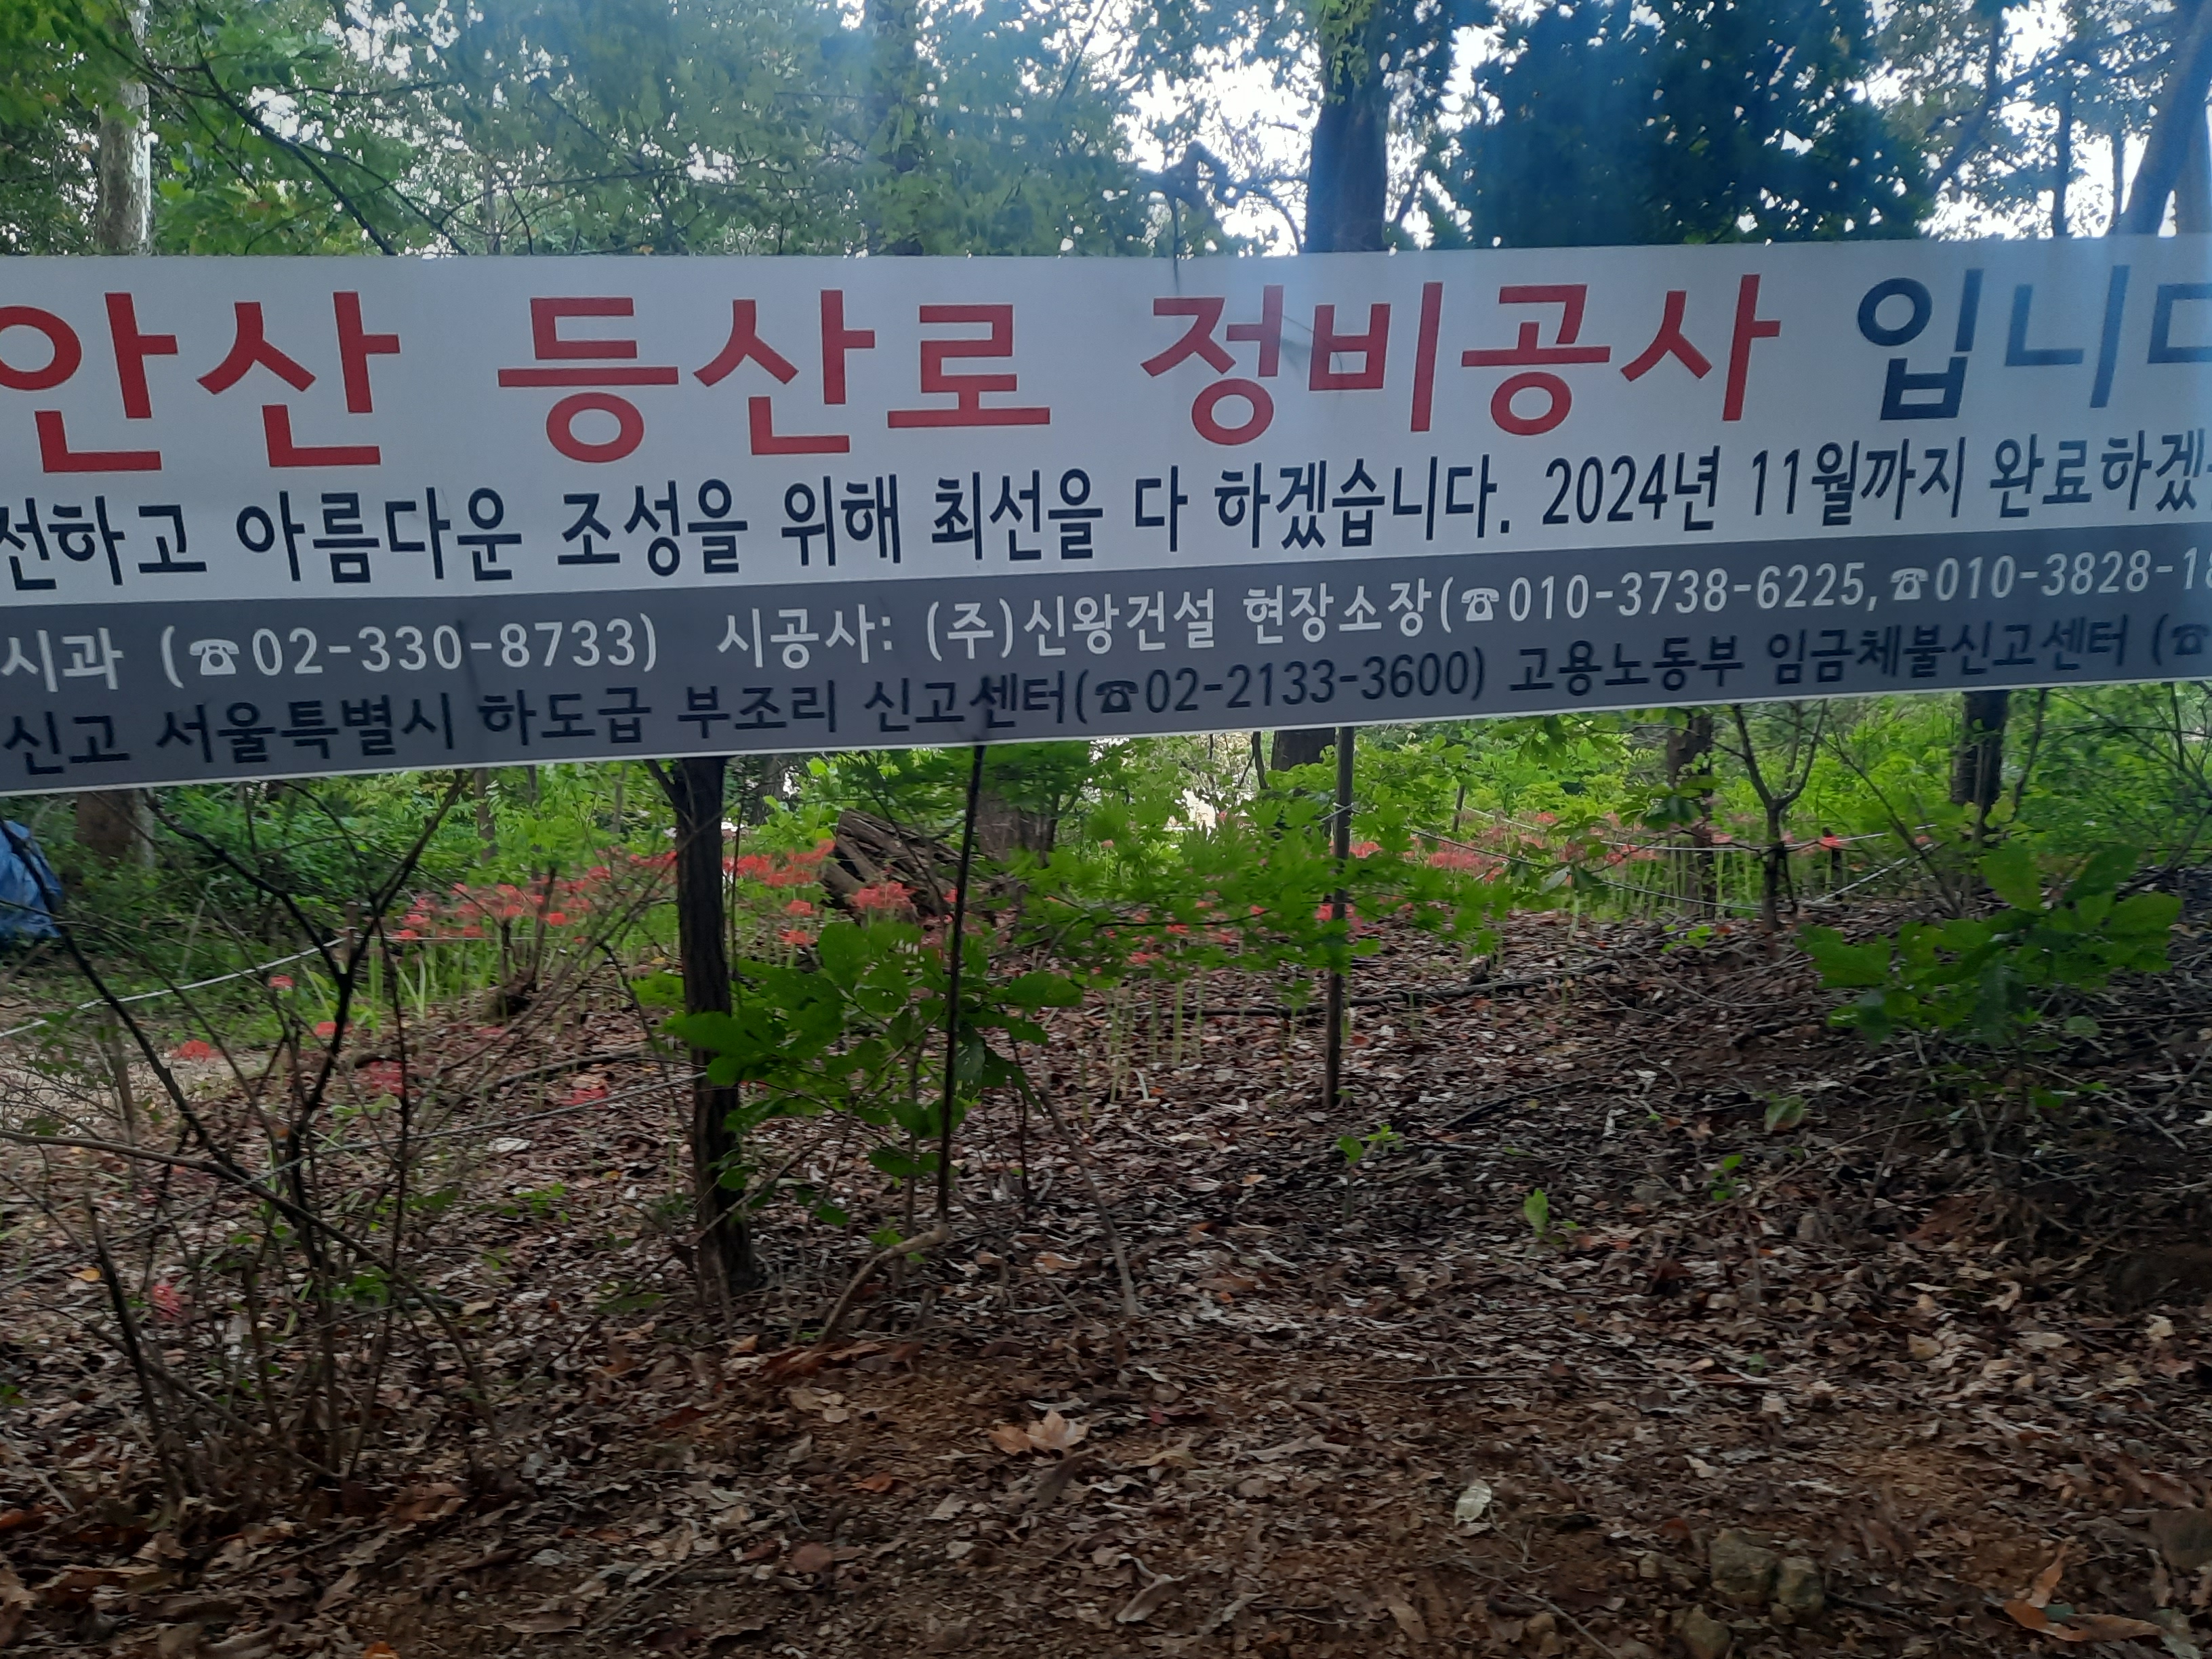 안산 등산로 정비공사 입니다
전하고 아름다운 조성을 위해 최선을 다 하겠습니다. 2024년 11월까지 완료하겠
시과 (☎02-330-8733) 시공사: (주)신왕건설 현장소장(☎010-3738-6225,☎010-3828-18
신고 서울특별시 하도급 부조리 신고센터(☎02-2133-3600) 고용노동부 임금체불신고센터 (☎